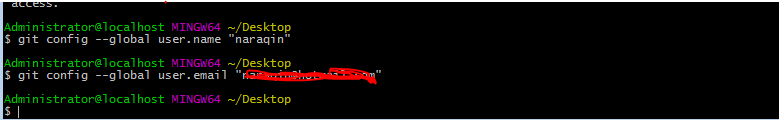 access.
Administrator@localhost MINGW64 ~/Desktop
$ git config --global user.name "naraqin"
Administrator@localhost MINGW64 ~/Desktop
$ git config --global user.email "
Administrator@localhost MINGW64 ~/Desktop
$